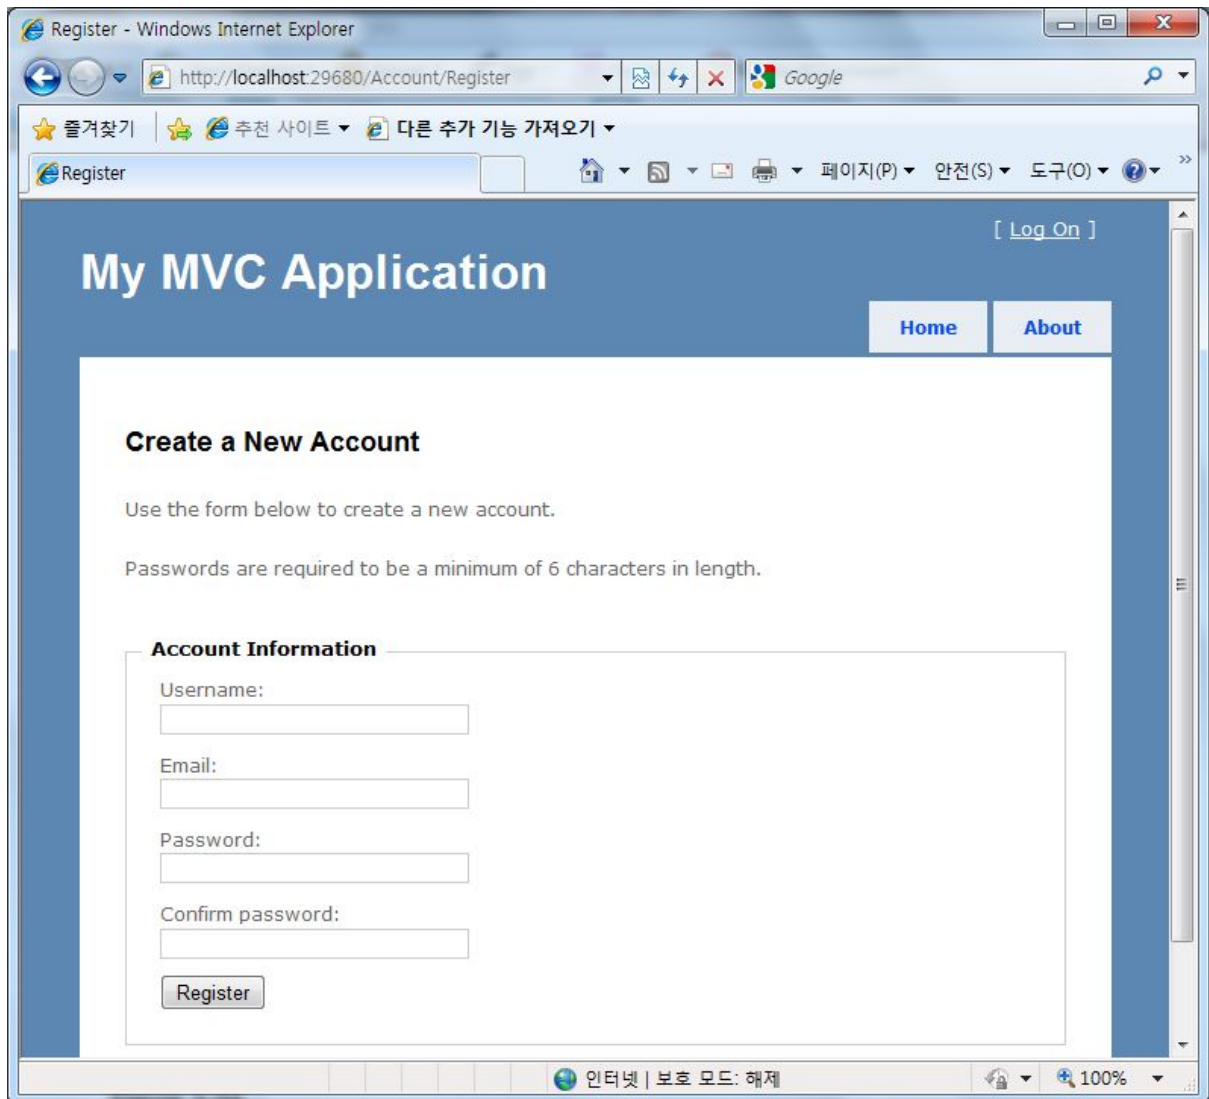 Register - Windows Internet Explorer
http://localhost:29680/Account/Register
Google
즐겨찾기 추천 사이트 다른 추가 기능 가져오기
Register 페이지(P) 안전(S) 도구(O) »
[ Log On ]
My MVC Application
Home About
Create a New Account
Use the form below to create a new account.
Passwords are required to be a minimum of 6 characters in length.
Account Information
Username:
Email:
Password:
Confirm password:
Register
인터넷 | 보호 모드: 해제 100%